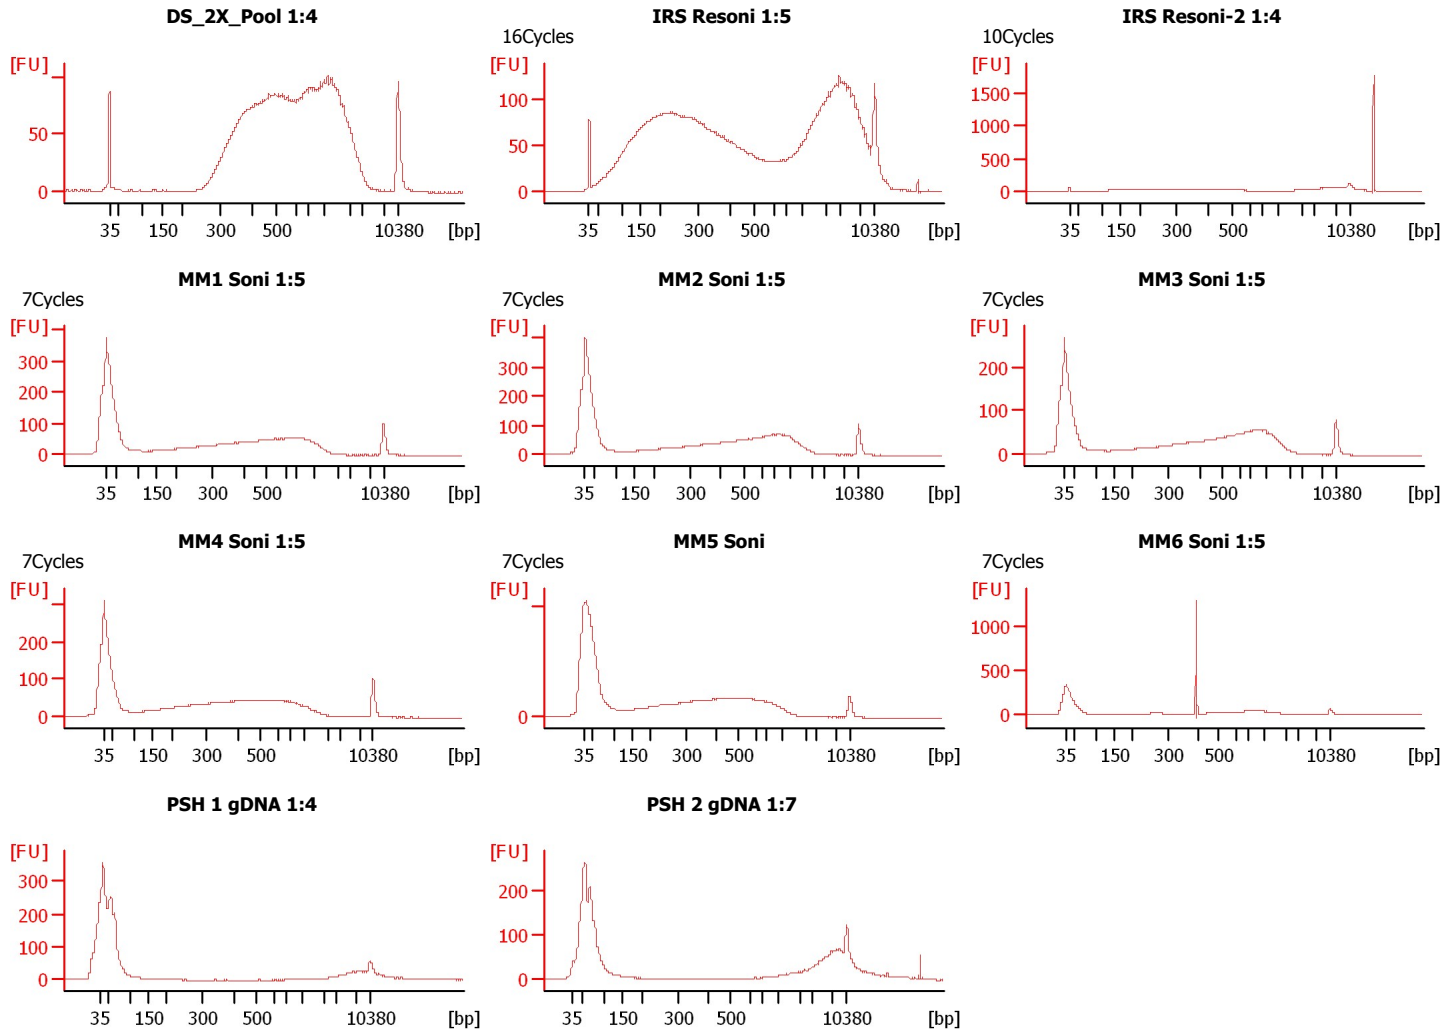 DS_2X_Pool 1:4
[FU]
50
0
35 150 300 500 10380 [bp]
IRS Resoni 1:5
16Cycles
[FU]
100
50
0
35 150 300 500 10380 [bp]
IRS Resoni-2 1:4
10Cycles
[FU]
1500
1000
500
0
35 150 300 500 10380 [bp]
MM1 Soni 1:5
7Cycles
[FU]
300
200
100
0
35 150 300 500 10380 [bp]
MM2 Soni 1:5
7Cycles
[FU]
300
200
100
0
35 150 300 500 10380 [bp]
MM3 Soni 1:5
7Cycles
[FU]
200
100
0
35 150 300 500 10380 [bp]
MM4 Soni 1:5
7Cycles
[FU]
200
100
0
35 150 300 500 10380 [bp]
MM5 Soni
7Cycles
[FU]
0
35 150 300 500 10380 [bp]
MM6 Soni 1:5
7Cycles
[FU]
1000
500
0
35 150 300 500 10380 [bp]
PSH 1 gDNA 1:4
[FU]
300
200
100
0
35 150 300 500 10380 [bp]
PSH 2 gDNA 1:7
[FU]
200
100
0
35 150 300 500 10380 [bp]